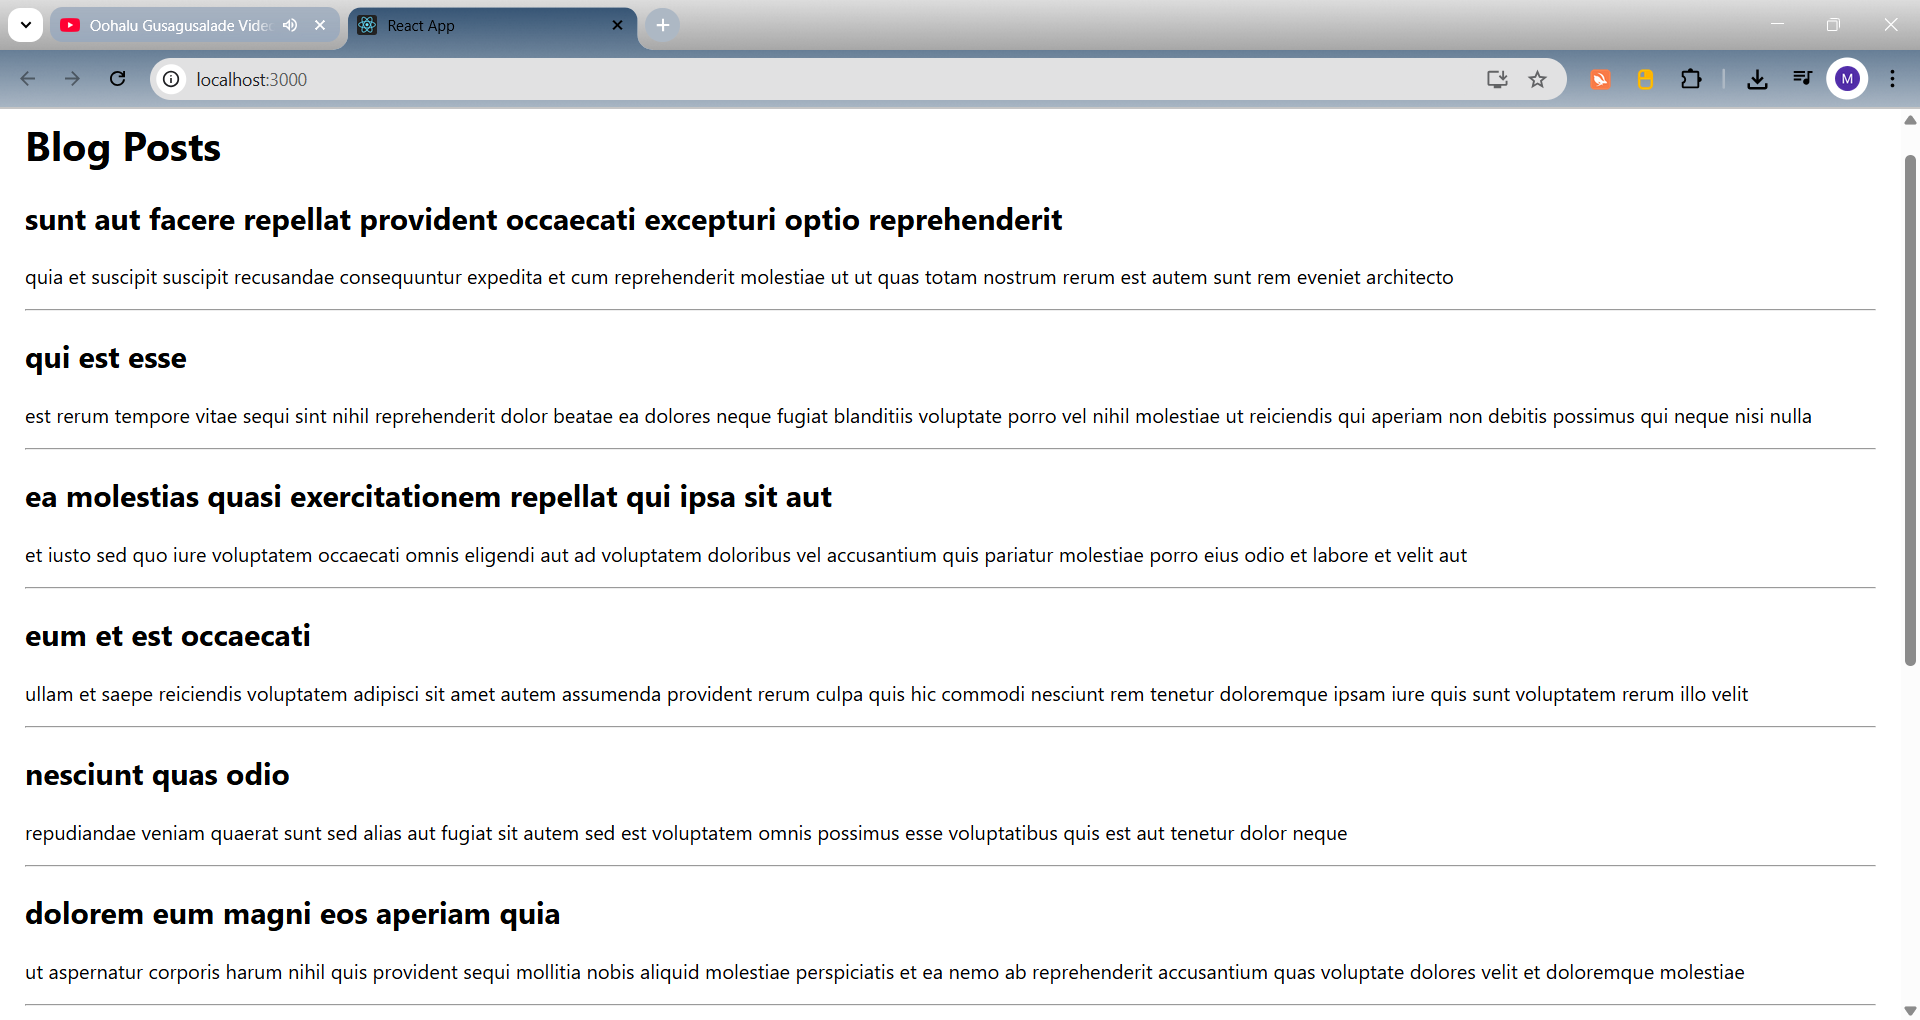 Oohalu Gusagusalade Vide
React App
localhost:3000
M
Blog Posts
sunt aut facere repellat provident occaecati excepturi optio reprehenderit
quia et suscipit suscipit recusandae consequuntur expedita et cum reprehenderit molestiae ut ut quas totam nostrum rerum est autem sunt rem eveniet architecto
qui est esse
est rerum tempore vitae sequi sint nihil reprehenderit dolor beatae ea dolores neque fugiat blanditiis voluptate porro vel nihil molestiae ut reiciendis qui aperiam non debitis possimus qui neque nisi nulla
ea molestias quasi exercitationem repellat qui ipsa sit aut
et iusto sed quo iure voluptatem occaecati omnis eligendi aut ad voluptatem doloribus vel accusantium quis pariatur molestiae porro eius odio et labore et velit aut
eum et est occaecati
ullam et saepe reiciendis voluptatem adipisci sit amet autem assumenda provident rerum culpa quis hic commodi nesciunt rem tenetur doloremque ipsam iure quis sunt voluptatem rerum illo velit
nesciunt quas odio
repudiandae veniam quaerat sunt sed alias aut fugiat sit autem sed est voluptatem omnis possimus esse voluptatibus quis est aut tenetur dolor neque
dolorem eum magni eos aperiam quia
ut aspernatur corporis harum nihil quis provident sequi mollitia nobis aliquid molestiae perspiciatis et ea nemo ab reprehenderit accusantium quas voluptate dolores velit et doloremque molestiae